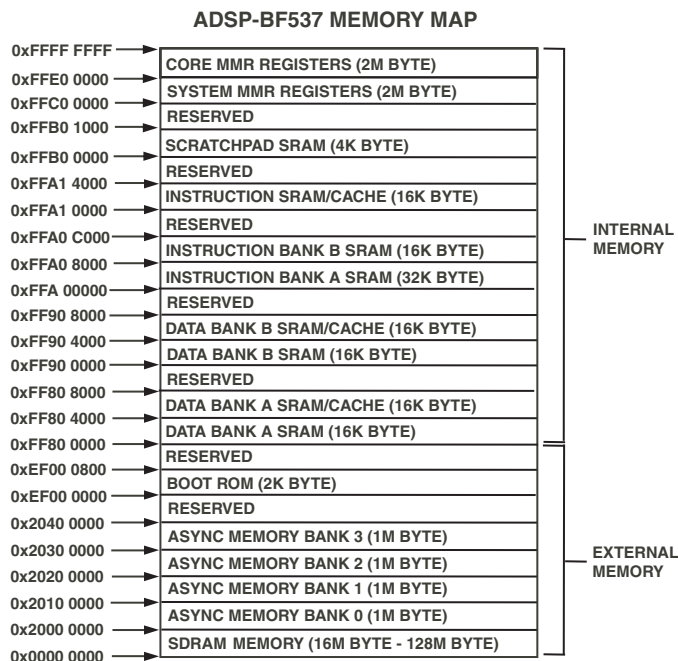 ADSP-BF537 MEMORY MAP
0xFFFF FFFF
CORE MMR REGISTERS (2M BYTE)
0xFFE0 0000
SYSTEM MMR REGISTERS (2M BYTE)
0xFFC0 0000
RESERVED
0xFFB0 1000
SCRATCHPAD SRAM (4K BYTE)
0xFFB0 0000
RESERVED
0xFFA1 4000
INSTRUCTION SRAM/CACHE (16K BYTE)
0xFFA1 0000
RESERVED
0xFFA0 C000
INSTRUCTION BANK B SRAM (16K BYTE)
0xFFA0 8000
INSTRUCTION BANK A SRAM (32K BYTE)
0xFFA 00000
RESERVED
0xFF90 8000
DATA BANK B SRAM/CACHE (16K BYTE)
0xFF90 4000
DATA BANK B SRAM (16K BYTE)
0xFF90 0000
RESERVED
0xFF80 8000
DATA BANK A SRAM/CACHE (16K BYTE)
0xFF80 4000
DATA BANK A SRAM (16K BYTE)
0xFF80 0000
RESERVED
0xEF00 0800
BOOT ROM (2K BYTE)
0xEF00 0000
RESERVED
0x2040 0000
ASYNC MEMORY BANK 3 (1M BYTE)
0x2030 0000
ASYNC MEMORY BANK 2 (1M BYTE)
0x2020 0000
ASYNC MEMORY BANK 1 (1M BYTE)
0x2010 0000
ASYNC MEMORY BANK 0 (1M BYTE)
0x2000 0000
SDRAM MEMORY (16M BYTE - 128M BYTE)
0x0000 0000
INTERNAL
MEMORY
EXTERNAL
MEMORY